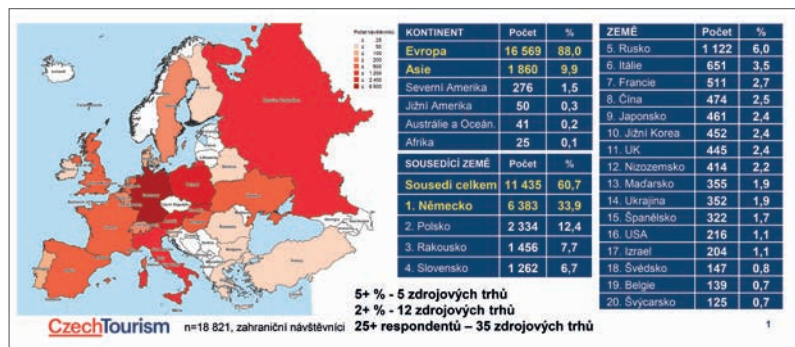 Počet návštěvníků
≤ 25
≤ 50
≤ 100
≤ 200
≤ 500
KONTINENT Počet %
Evropa 16 569 88,0
Asie 1 860 9,9
Severní Amerika 276 1,5
Jižní Amerika 50 0,3
Austrálie a Oceán. 41 0,2
Afrika 25 0,1
SOUSEDÍCÍ ZEMĚ Počet %
Sousedi celkem 11 435 60,7
1. Německo 6 383 33,9
2. Polsko 2 334 12,4
3. Rakousko 1 456 7,7
4. Slovensko 1 262 6,7
ZEMĚ Počet %
5. Rusko 1 122 6,0
6. Itálie 651 3,5
7. Francie 511 2,7
8. Čína 474 2,5
9. Japonsko 461 2,4
10. Jižní Korea 452 2,4
11. UK 445 2,4
12. Nizozemsko 414 2,2
13. Maďarsko 355 1,9
14. Ukrajina 352 1,9
15. Španělsko 322 1,7
16. USA 216 1,1
17. Izrael 204 1,1
18. Švédsko 147 0,8
19. Belgie 139 0,7
20. Švýcarsko 125 0,7
5+ % - 5 zdrojových trhů
2+ % - 12 zdrojových trhů
25+ respondentů – 35 zdrojových trhů
CzechTourism n=18 821, zahraniční návštěvníci
1